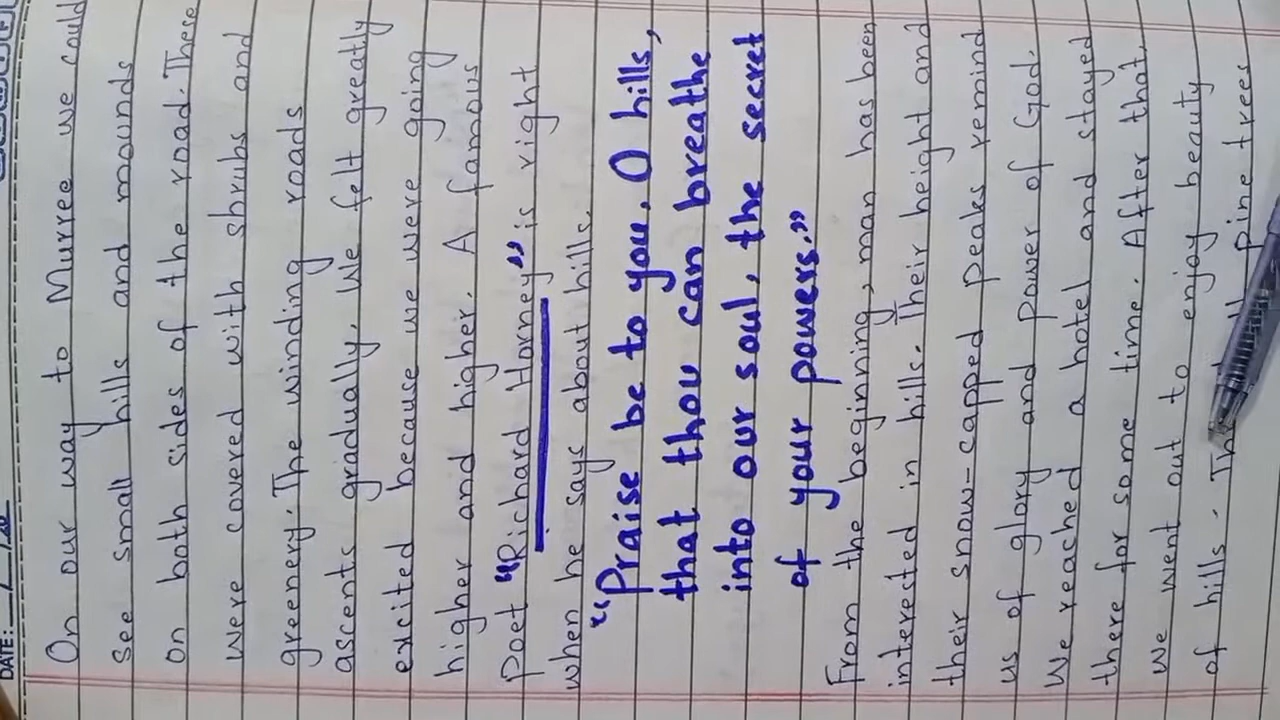 DATE: / /20
On our way to Murree we could
see small hills and mounds
on both sides of the road. These
were covered with shrubs and
greenery. The winding roads
ascents gradually. We felt greatly
excited because we were going
higher and higher. A famous
Poet "Richard Horney" is right
when he says about hills,
"Praise be to you, O hills,
that thou can breathe
into our soul, the secret
of your powers."
From the beginning, man has been
interested in hills. Their height and
their snow-capped peaks remind
us of glory and power of God.
We reached a hotel and stayed
there for some time. After that,
we went out to enjoy beauty
of hills. pine trees